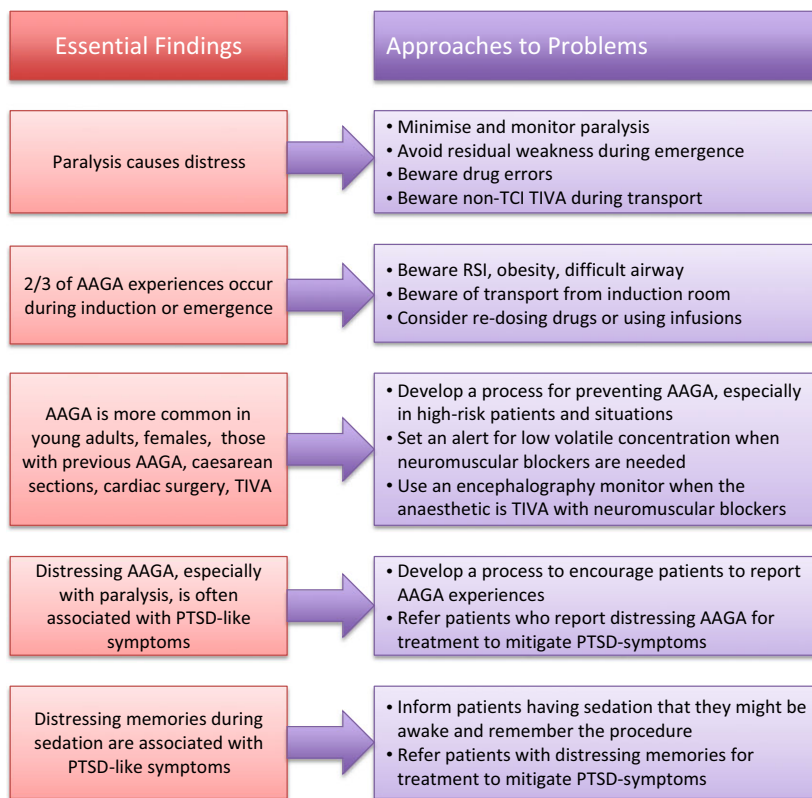 Essential Findings
Approaches to Problems
Paralysis causes distress
• Minimise and monitor paralysis
• Avoid residual weakness during emergence
• Beware drug errors
• Beware non-TCI TIVA during transport
2/3 of AAGA experiences occur
during induction or emergence
• Beware RSI, obesity, difficult airway
• Beware of transport from induction room
• Consider re-dosing drugs or using infusions
AAGA is more common in
young adults, females, those
with previous AAGA, caesarean
sections, cardiac surgery, TIVA
• Develop a process for preventing AAGA, especially
in high-risk patients and situations
• Set an alert for low volatile concentration when
neuromuscular blockers are needed
• Use an encephalography monitor when the
anaesthetic is TIVA with neuromuscular blockers
Distressing AAGA, especially
with paralysis, is often
associated with PTSD-like
symptoms
• Develop a process to encourage patients to report
AAGA experiences
• Refer patients who report distressing AAGA for
treatment to mitigate PTSD-symptoms
Distressing memories during
sedation are associated with
PTSD-like symptoms
• Inform patients having sedation that they might be
awake and remember the procedure
• Refer patients with distressing memories for
treatment to mitigate PTSD-symptoms